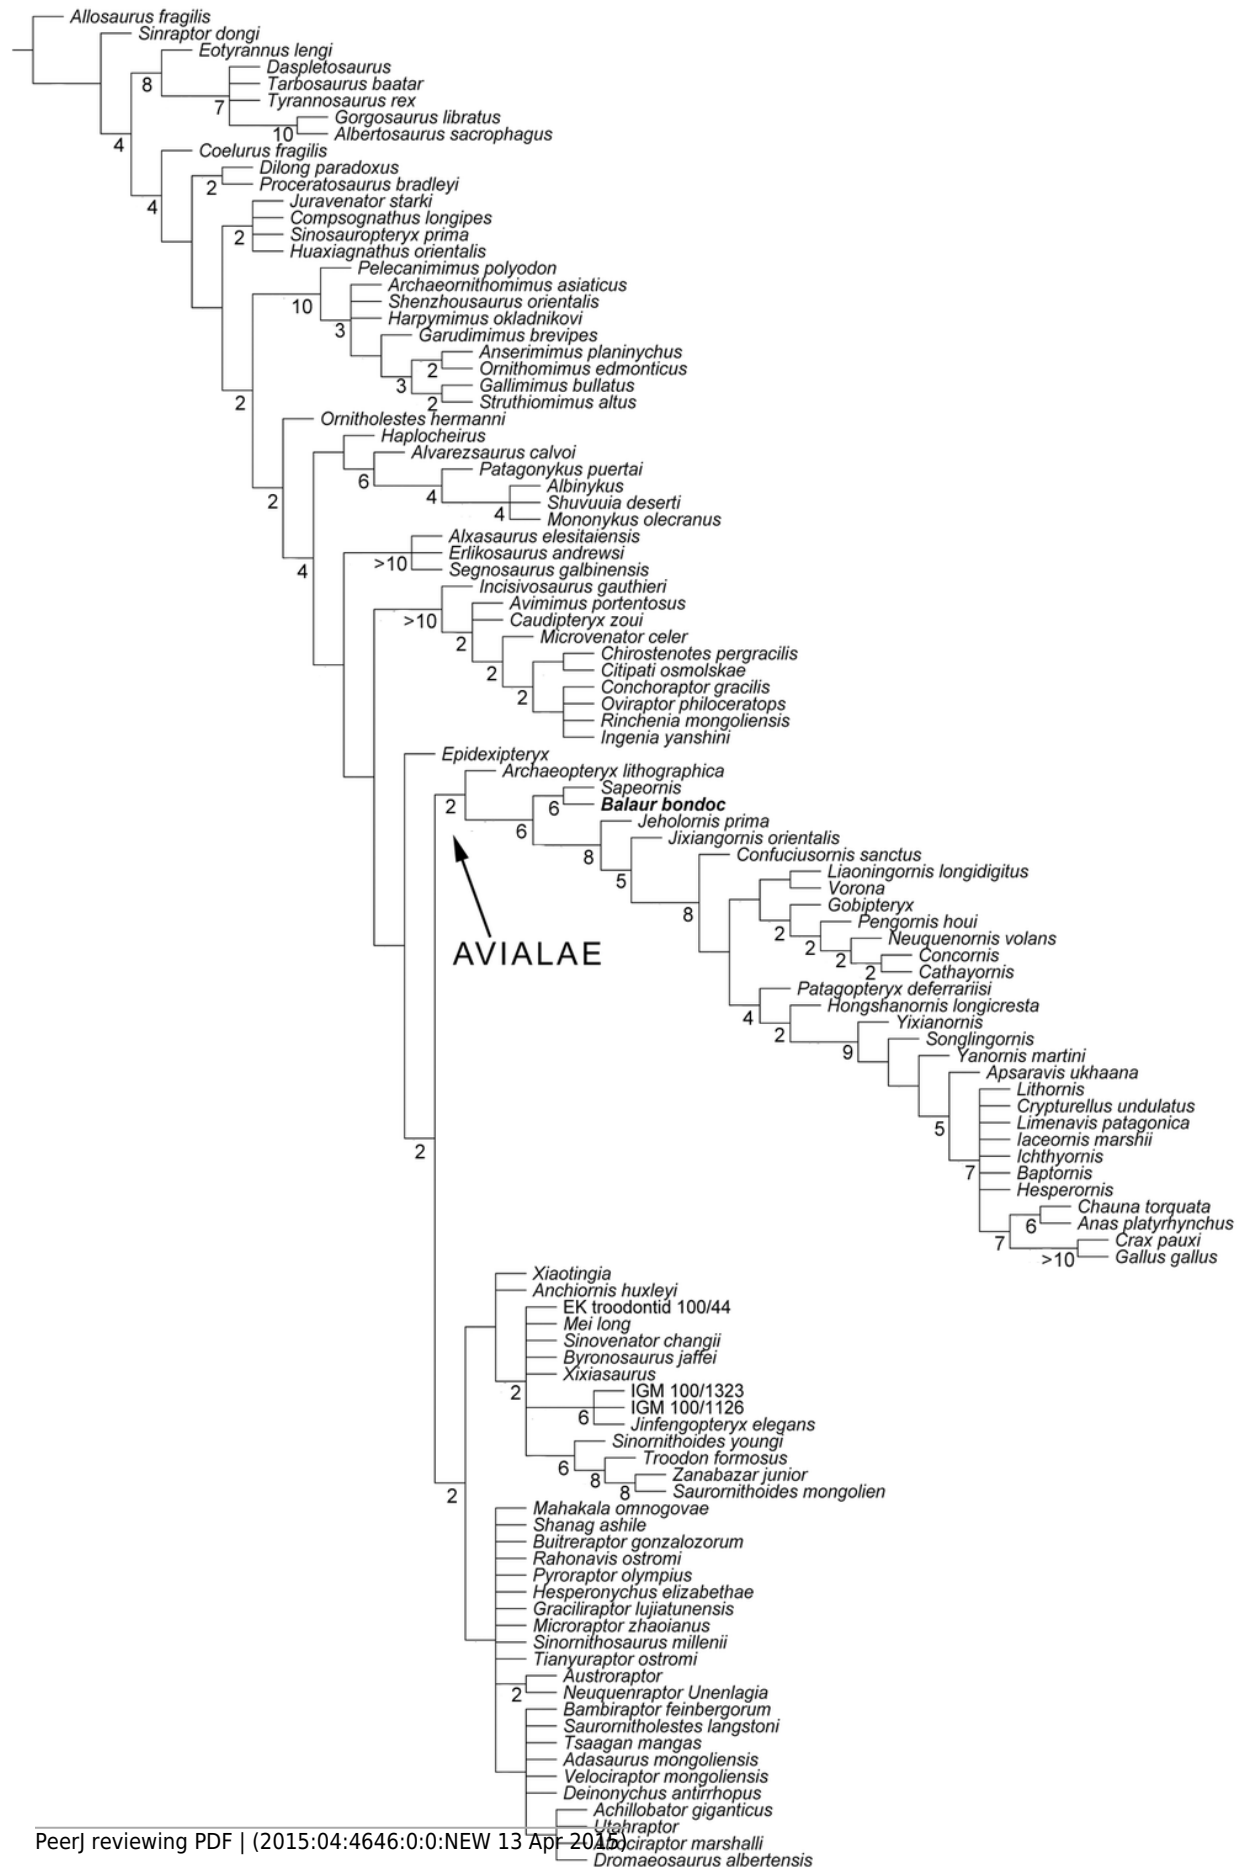 Allosaurus fragilis
Sinraptor dongi
Eotyrannus lengi
Daspletosaurus
8
Tarbosaurus baatar
7
Tyrannosaurus rex
Gorgosaurus libratus
10
Albertosaurus sacrophagus
4
Coelurus fragilis
Dilong paradoxus
2
Proceratosaurus bradleyi
4
Juravenator starki
Compsognathus longipes
2
Sinosauropteryx prima
Huaxiagnathus orientalis
Pelecanimimus polyodon
Archaeornithomimus asiaticus
10
Shenzhousaurus orientalis
3
Harpymimus okladnikovi
Garudimimus brevipes
Anserimimus planinychus
2
Ornithomimus edmonticus
3
Gallimimus bullatus
2
2
Struthiomimus altus
Ornitholestes hermanni
Haplocheirus
Alvarezsaurus calvoi
6
Patagonykus puertai
2
4
Albinykus
Shuvuuia deserti
4
Mononykus olecranus
Alxasaurus elesitaiensis
4
>10
Erlikosaurus andrewsi
Segnosaurus galbinensis
Incisivosaurus gauthieri
Avimimus portentosus
>10
Caudipteryx zoui
2
Microvenator celer
Chirostenotes pergracilis
2
Citipati osmolskae
2
Conchoraptor gracilis
Oviraptor philoceratops
Rinchenia mongoliensis
Ingenia yanshini
Epidexipteryx
Archaeopteryx lithographica
Sapeornis
2
6
Balaur bondoc
6
Jeholornis prima
Jixiangornis orientalis
8
Confuciusornis sanctus
5
Liaoningornis longidigitus
Vorona
8
Gobipteryx
Pengornis houi
2
Neuquenornis volans
2
Concornis
2
2
Cathayornis
AVIALAE
Patagopteryx deferrariisi
Hongshanornis longicresta
4
Yixianornis
2
Songlingornis
9
Yanornis martini
Apsaravis ukhaana
Lithornis
Crypturellus undulatus
5
Limenavis patagonica
Iaceornis marshii
Ichthyornis
7
Baptornis
Hesperornis
Chauna torquata
6
Anas platyrhynchus
7
Crax pauxi
>10
Gallus gallus
2
Xiaotingia
Anchiornis huxleyi
EK troodontid 100/44
Mei long
Sinovenator changii
Byronosaurus jaffei
Xixiasaurus
2
IGM 100/1323
IGM 100/1126
6
Jinfengopteryx elegans
Sinornithoides youngi
6
Troodon formosus
8
Zanabazar junior
8
Saurornithoides mongolien
2
Mahakala omnogovae
Shanag ashile
Buitreraptor gonzalozorum
Rahonavis ostromi
Pyroraptor olympius
Hesperonychus elizabethae
Graciliraptor lujiatunensis
Microraptor zhaoianus
Sinornithosaurus millenii
Tianyuraptor ostromi
Austroraptor
2
Neuquenraptor Unenlagia
Bambiraptor feinbergorum
Saurornitholestes langstoni
Tsaagan mangas
Adasaurus mongoliensis
Velociraptor mongoliensis
Deinonychus antirrhopus
Achillobator giganticus
Utahraptor
marshalli
Dromaeosaurus albertensis
PeerJ reviewing PDF | (2015:04:4646:0:0:NEW 13 Apr 2015)